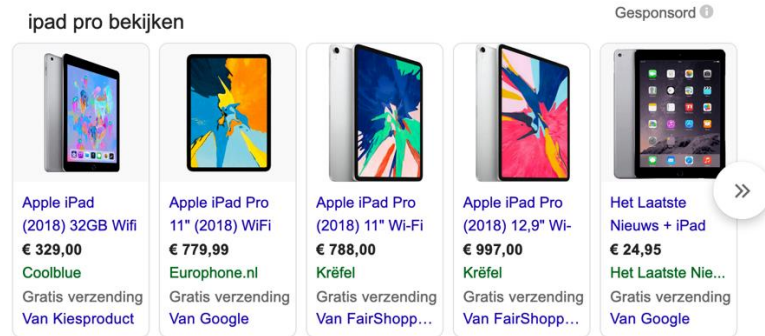 ipad pro bekijken
Gesponsord
Apple iPad
(2018) 32GB Wifi
€ 329,00
Coolblue
Gratis verzending
Van Kiesproduct
Apple iPad Pro
11" (2018) WiFi
€ 779,99
Europhone.nl
Gratis verzending
Van Google
Apple iPad Pro
(2018) 11" Wi-Fi
€ 788,00
Krëfel
Gratis verzending
Van FairShopp...
Apple iPad Pro
(2018) 12,9" Wi-
€ 997,00
Krëfel
Gratis verzending
Van FairShopp...
Het Laatste
Nieuws + iPad
€ 24,95
Het Laatste Nie...
Gratis verzending
Van Google